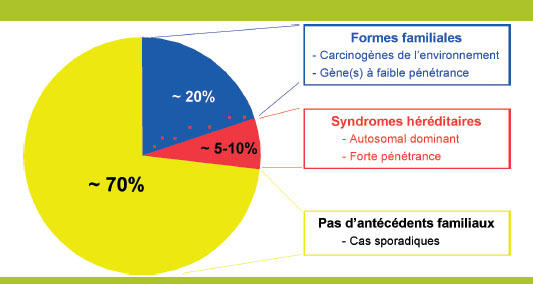 Formes familiales
- Carcinogènes de l'environnement
- Gène(s) à faible pénétrance
~ 20%
Syndromes héréditaires
- Autosomal dominant
- Forte pénétrance
~ 5-10%
~ 70%
Pas d'antécédents familiaux
- Cas sporadiques